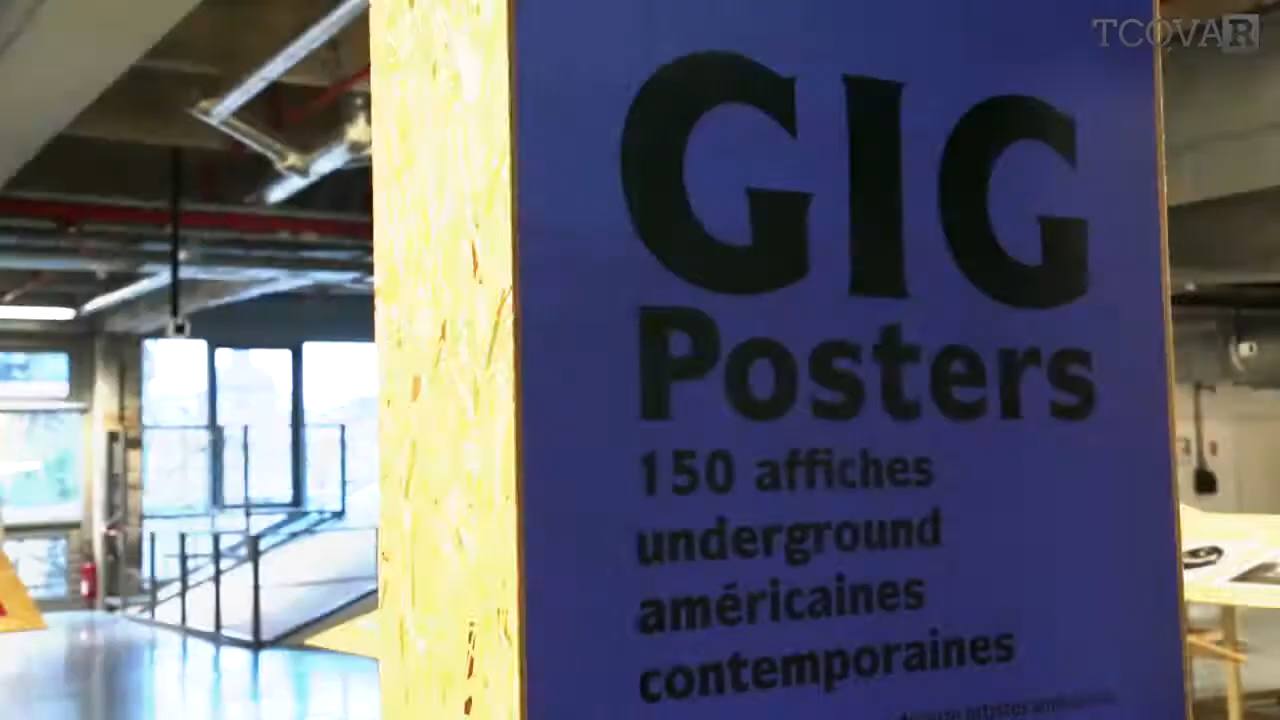 TCOVAR
GIG
Posters
150 affiches
underground
américaines
contemporaines